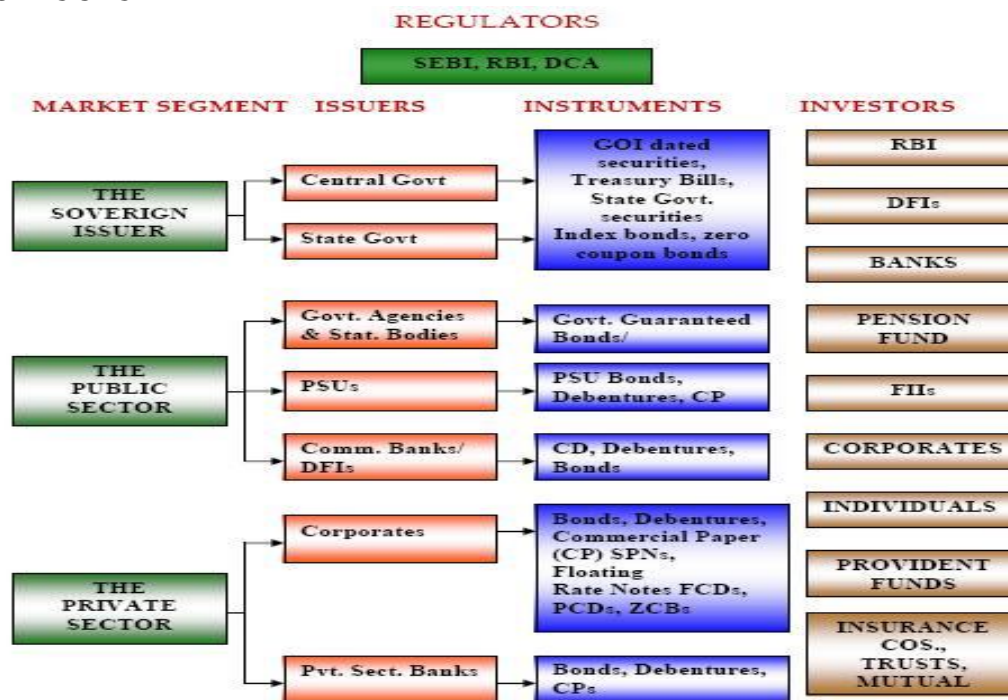 REGULATORS
SEBI, RBI, DCA
MARKET SEGMENT
ISSUERS
INSTRUMENTS
INVESTORS
THE
SOVERIGN
ISSUER
Central Govt
State Govt
GOI dated
securities,
Treasury Bills,
State Govt.
securities
Index bonds, zero
coupon bonds
THE
PUBLIC
SECTOR
Govt. Agencies
& Stat. Bodies
Govt. Guaranteed
Bonds/
PSUs
PSU Bonds,
Debentures, CP
Comm. Banks/
DFIs
CD, Debentures,
Bonds
THE
PRIVATE
SECTOR
Corporates
Bonds, Debentures,
Commercial Paper
(CP) SPNs,
Floating
Rate Notes FCDs,
PCDs, ZCBs
Pvt. Sect. Banks
Bonds, Debentures,
CPs
RBI
DFIs
BANKS
PENSION
FUND
FIIs
CORPORATES
INDIVIDUALS
PROVIDENT
FUNDS
INSURANCE
COS.,
TRUSTS,
MUTUAL